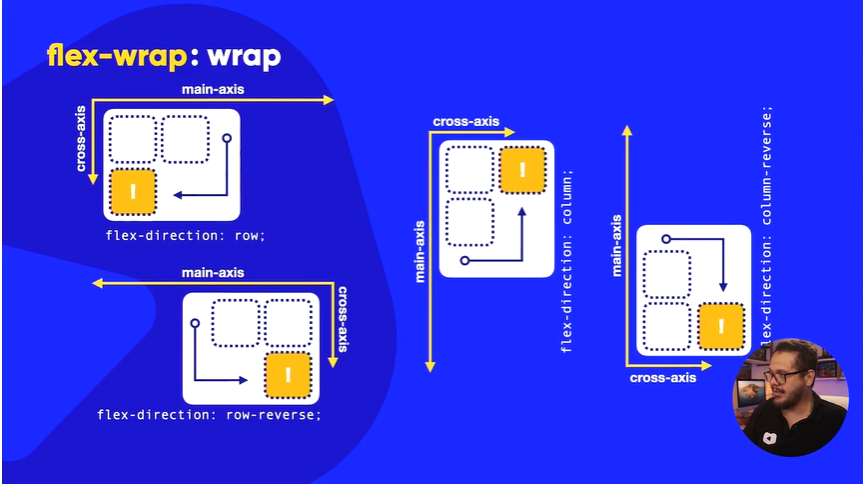 flex-wrap: wrap
main-axis
cross-axis
!
flex-direction: row;
main-axis
cross-axis
!
flex-direction: row-reverse;
cross-axis
main-axis
!
flex-direction: column;
main-axis
!
cross-axis
lex-direction: column-reverse;